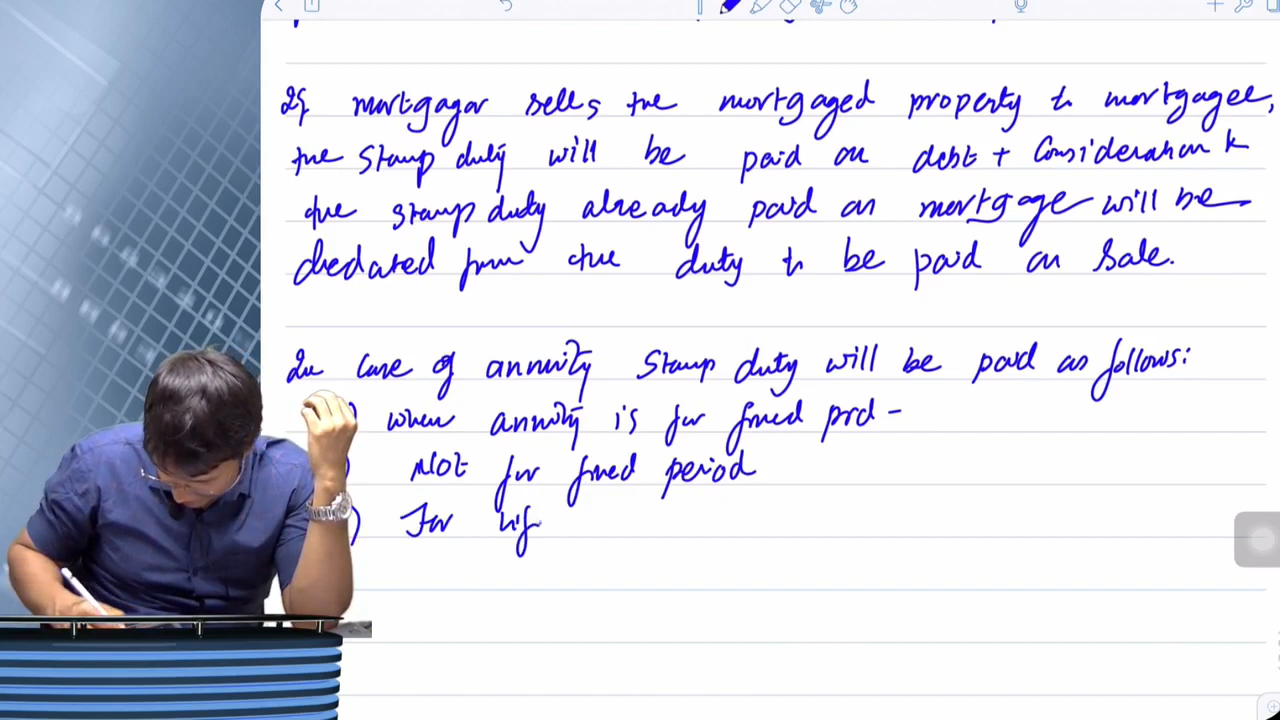 If mortgagor sells the mortgaged property to mortgagee,
the stamp duty will be paid on debt + Consideration &
the stamp duty already paid on mortgage will be
dedated from the duty to be paid on sale.
In case of annuity Stamp duty will be paid as follows:
) when annuity is for fixed prd -
) Not for fixed period
) For lif